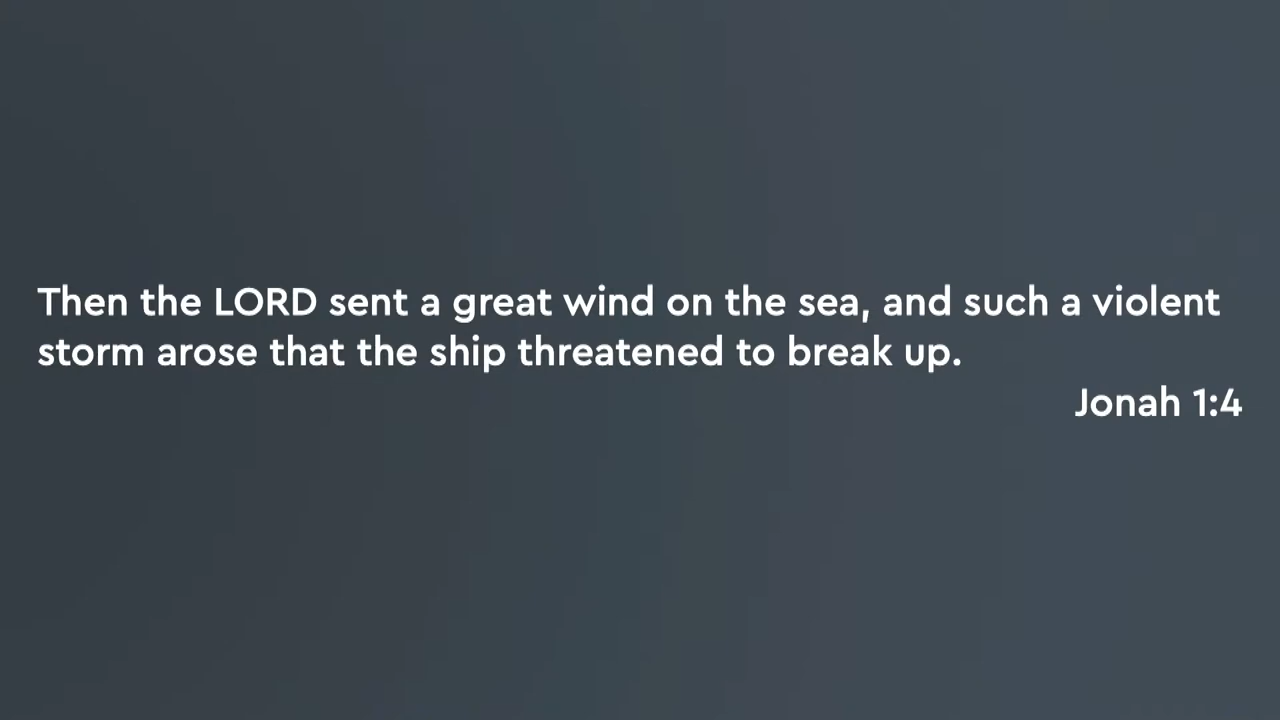 Then the LORD sent a great wind on the sea, and such a violent
storm arose that the ship threatened to break up.
Jonah 1:4